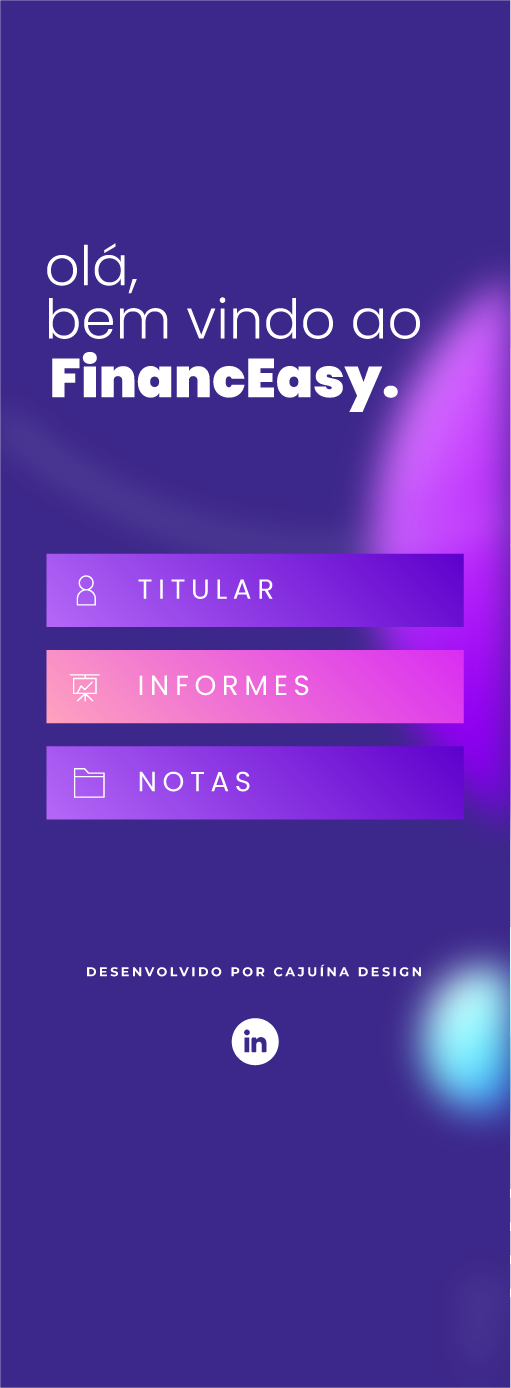 olá,
bem vindo ao
FinancEasy.
TITULAR
INFORMES
NOTAS
DESENVOLVIDO POR CAJUÍNA DESIGN
in